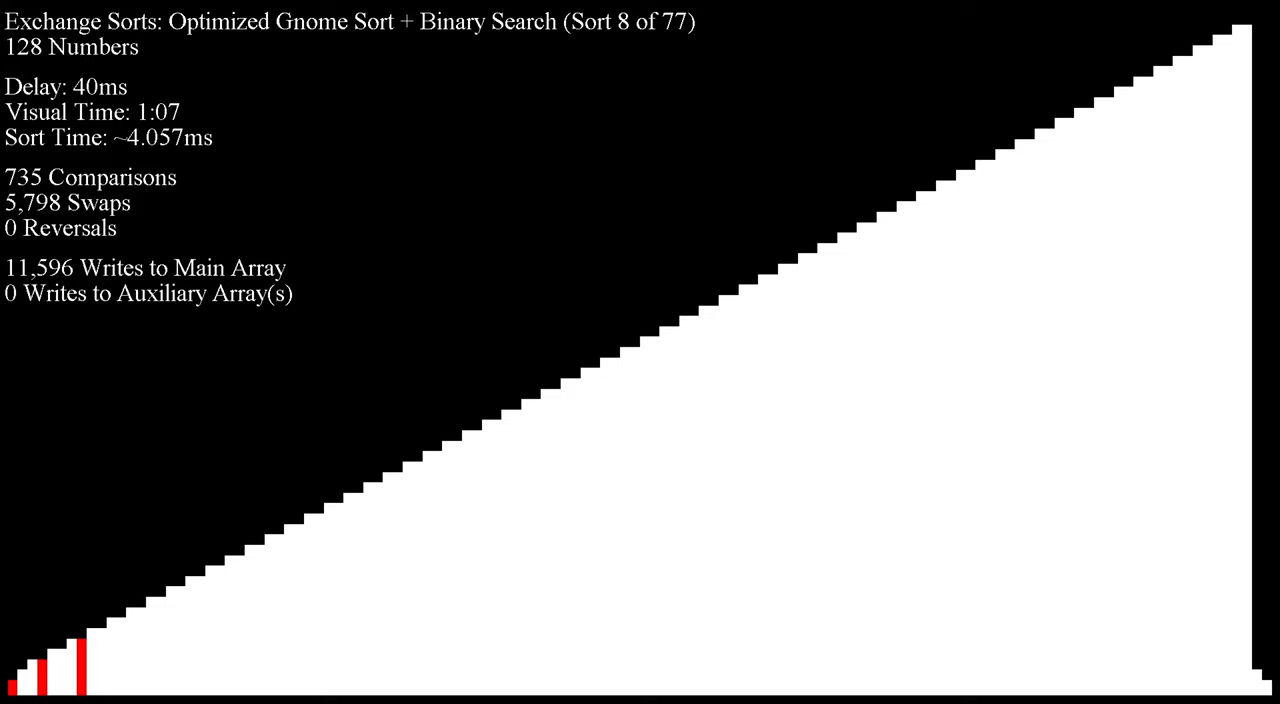 Exchange Sorts: Optimized Gnome Sort + Binary Search (Sort 8 of 77)
128 Numbers
Delay: 40ms
Visual Time: 1:07
Sort Time: ~4.057ms
735 Comparisons
5,798 Swaps
0 Reversals
11,596 Writes to Main Array
0 Writes to Auxiliary Array(s)